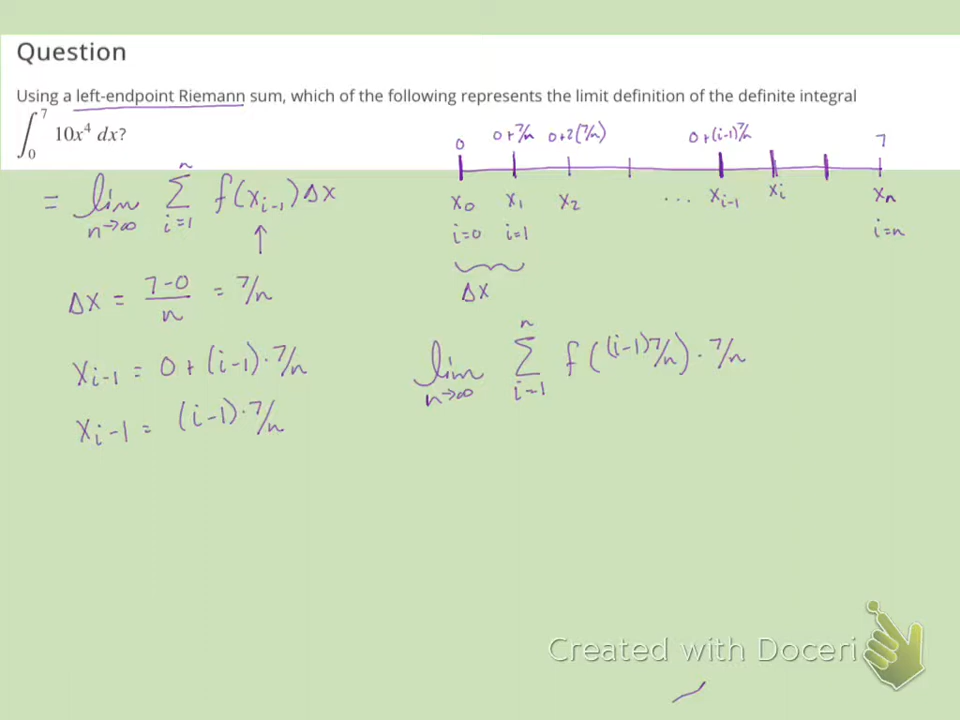 Question
Using a left-endpoint Riemann sum, which of the following represents the limit definition of the definite integral
∫₀⁷ 10x⁴ dx?
0 0+7/n 0+2(7/n) 0+(i-1)7/n 7
x₀ x₁ x₂ ... xᵢ₋₁ xᵢ xₙ
i=0 i=1 i=n
Δx
= lim n→∞ Σ i=1 n f(xᵢ₋₁)Δx
↑
Δx = 7-0/n = 7/n
xᵢ₋₁ = 0+(i-1)·7/n
xᵢ₋₁ = (i-1)·7/n
lim n→∞ Σ i=1 n f((i-1)7/n)·7/n
Created with Doceri